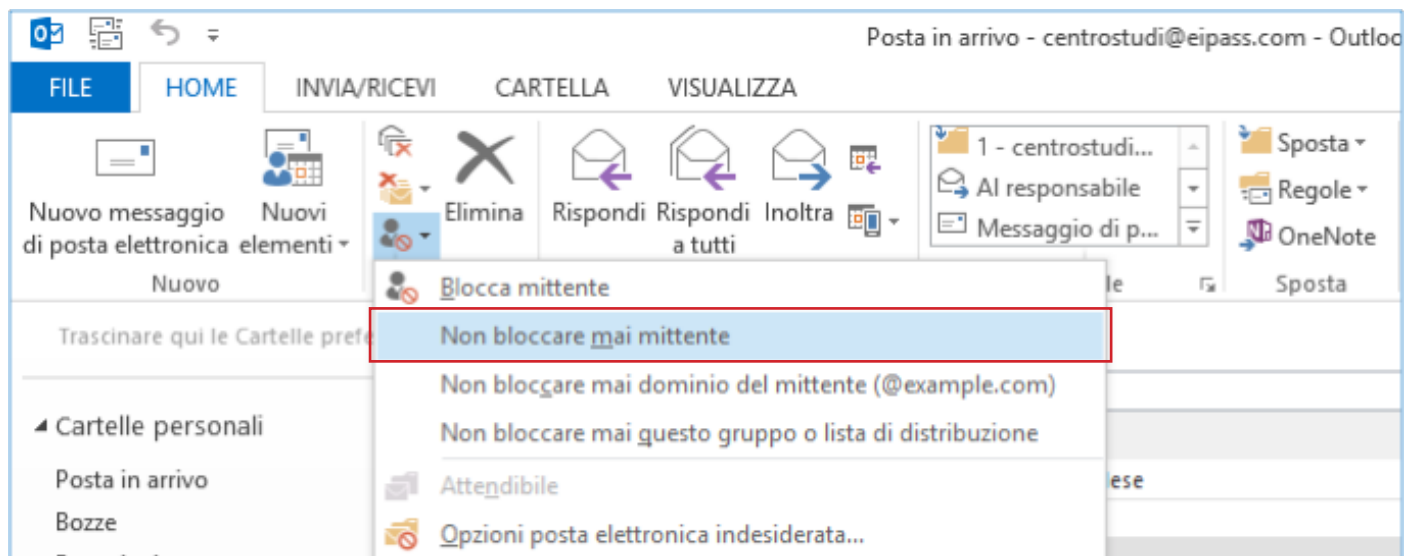 Posta in arrivo - centrostudi@eipass.com - Outloo
FILE HOME INVIA/RICEVI CARTELLA VISUALIZZA
Nuovo messaggio
di posta elettronica
Nuovi
elementi
Elimina
Rispondi
Rispondi
a tutti
Inoltra
1 - centrostudi...
Al responsabile
Messaggio di p...
Sposta
Regole
OneNote
Nuovo
le
Sposta
Blocca mittente
Non bloccare mai mittente
Non bloccare mai dominio del mittente (@example.com)
Non bloccare mai questo gruppo o lista di distribuzione
Attendibile
Opzioni posta elettronica indesiderata...
Trascinare qui le Cartelle prefe
Cartelle personali
Posta in arrivo
Bozze
lese